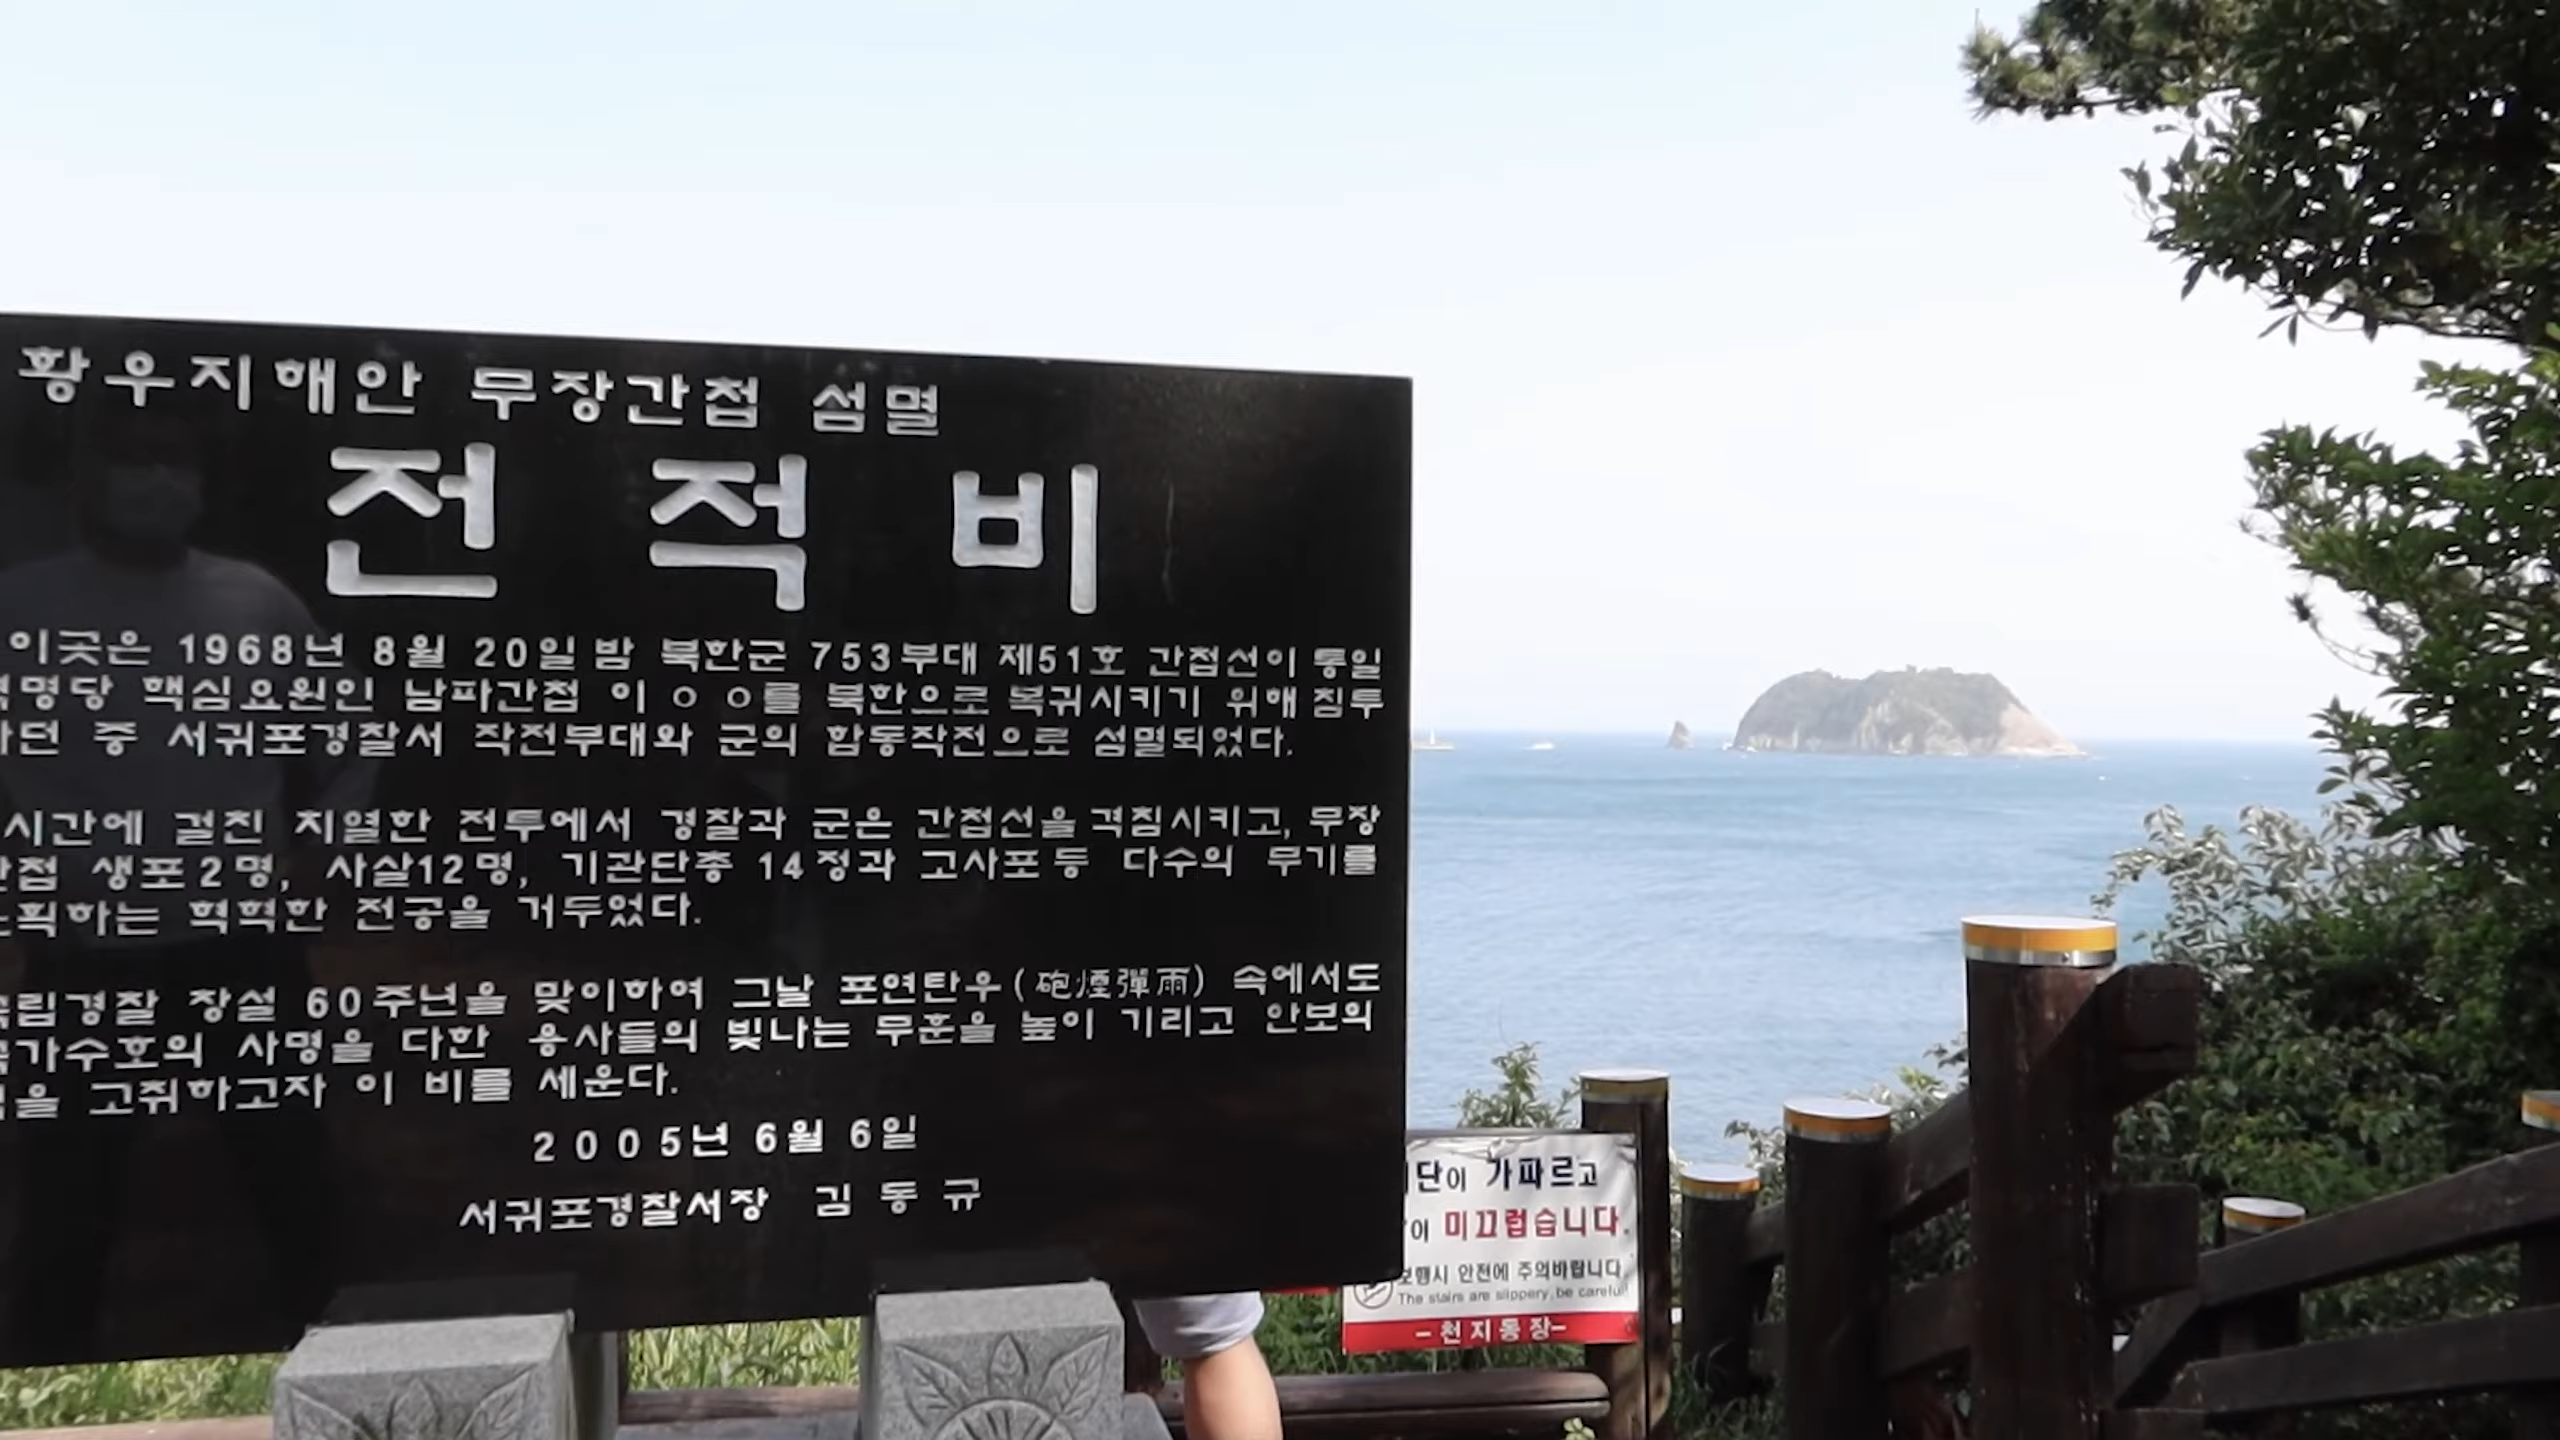 황우지해안 무장간첩 섬멸
전적비
이곳은 1968년 8월 20일 밤 북한군 753부대 제51호 간첩선이 통일
명당 핵심요원인 남파간첩 이ㅇㅇ를 북한으로 복귀시키기 위해 침투
던 중 서귀포경찰서 작전부대와 군의 합동작전으로 섬멸되었다.
시간에 걸친 치열한 전투에서 경찰과 군은 간첩선을 격침시키고, 무장
첩 생포2명, 사살12명, 기관단총 14정과 고사포 등 다수의 무기를
획하는 혁혁한 전공을 거두었다.
립경찰 창설 60주년을 맞이하여 그날 포연탄우(砲煙彈雨) 속에서도
가수호의 사명을 다한 용사들의 빛나는 무훈을 높이 기리고 안보의
을 고취하고자 이 비를 세운다.
2005년 6월 6일
서귀포경찰서장 김동규
단이 가파르고
이 미끄럽습니다.
보행시 안전에 주의바랍니다
The stairs are slippery, be careful!
-천지동장-